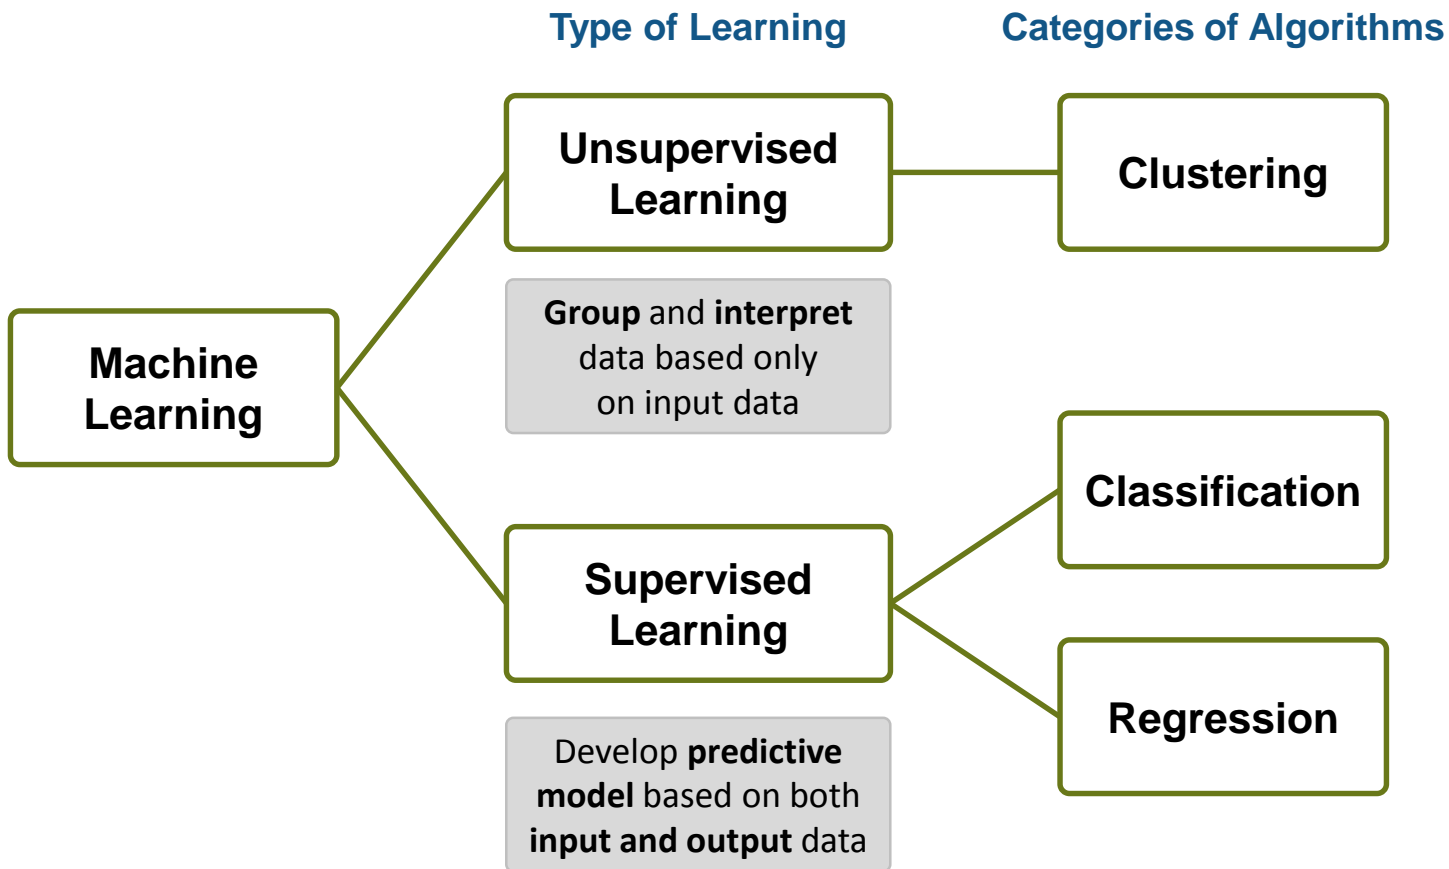 Type of Learning
Categories of Algorithms
Unsupervised
Learning
Clustering
Group and interpret
data based only
on input data
Machine
Learning
Classification
Supervised
Learning
Regression
Develop predictive
model based on both
input and output data